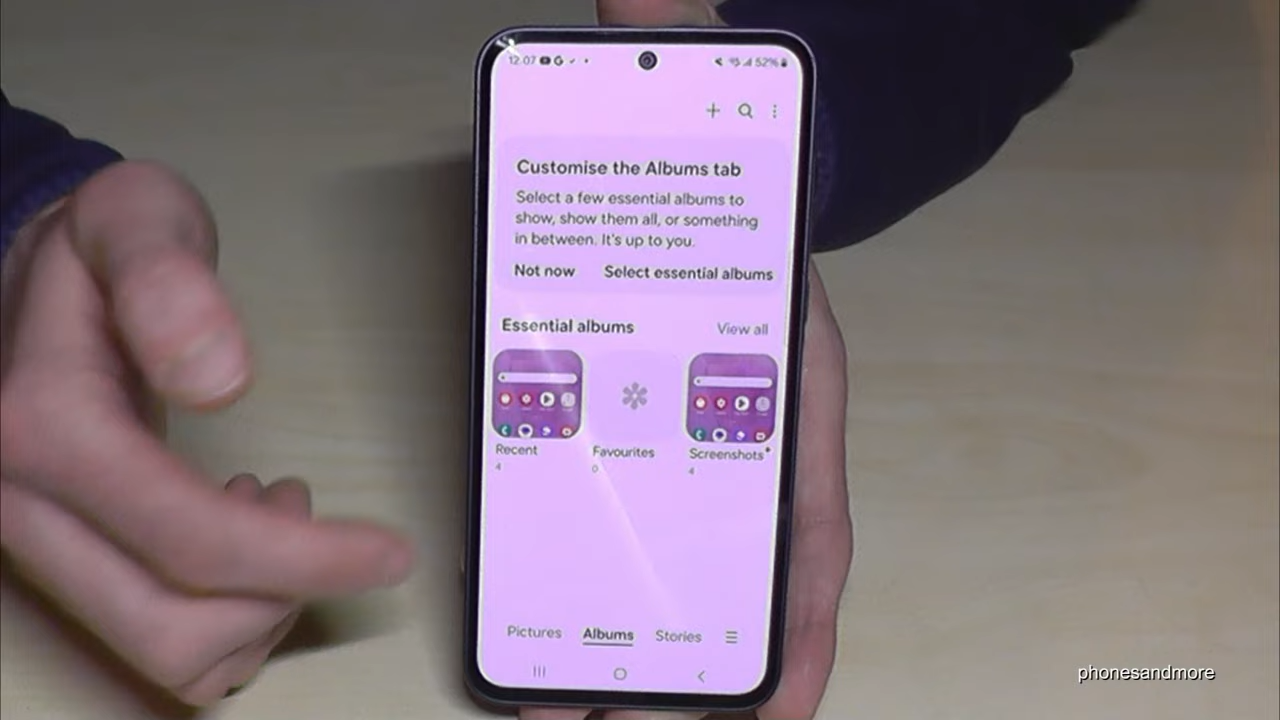 12:07
52%
Customise the Albums tab
Select a few essential albums to
show, show them all, or something
in between. It's up to you.
Not now Select essential albums
Essential albums View all
Recent Favourites Screenshots
4 0 4
Pictures Albums Stories
phonesandmore